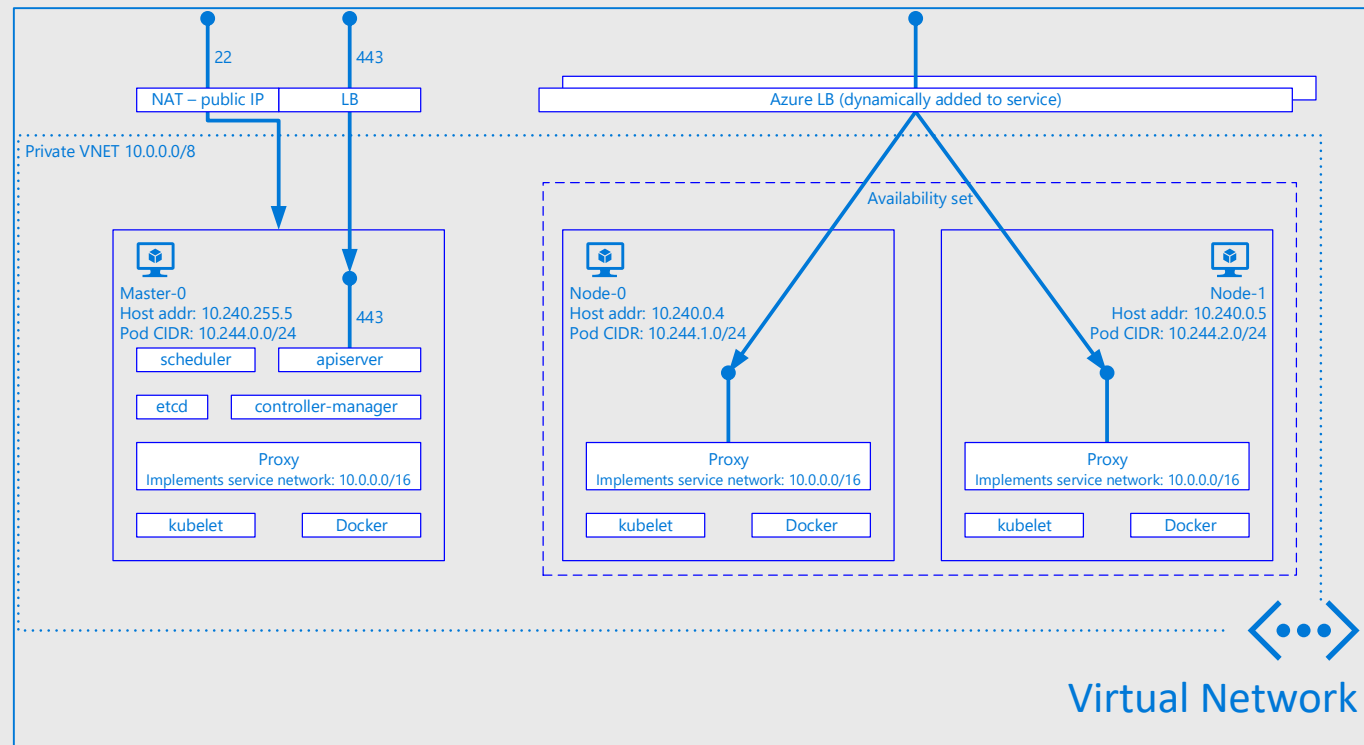 22
443
NAT – public IP
LB
Azure LB (dynamically added to service)
Private VNET 10.0.0.0/8
Availability set
Master-0
Host addr: 10.240.255.5
Pod CIDR: 10.244.0.0/24
443
scheduler
apiserver
etcd
controller-manager
Proxy
Implements service network: 10.0.0.0/16
kubelet
Docker
Node-0
Host addr: 10.240.0.4
Pod CIDR: 10.244.1.0/24
Proxy
Implements service network: 10.0.0.0/16
kubelet
Docker
Node-1
Host addr: 10.240.0.5
Pod CIDR: 10.244.2.0/24
Proxy
Implements service network: 10.0.0.0/16
kubelet
Docker
Virtual Network